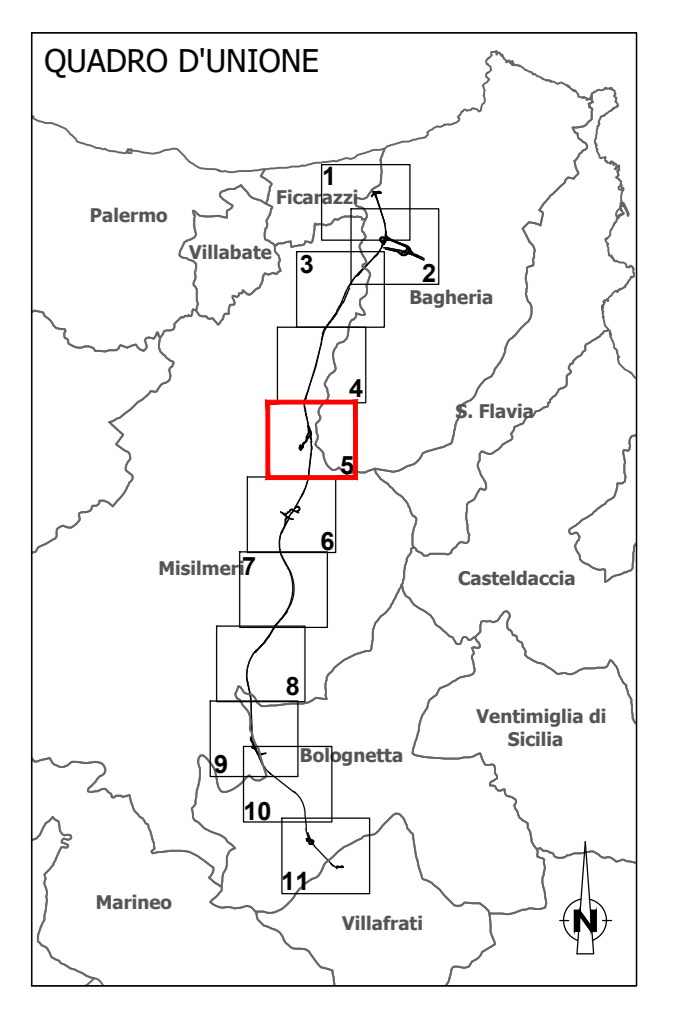 QUADRO D'UNIONE
1
Ficarazzi
Palermo
Villabate
3
2
Bagheria
4
S. Flavia
5
6
Misilmeri
7
Casteldaccia
8
Ventimiglia di
Sicilia
Bolognetta
9
10
11
Marineo
Villafrati
N